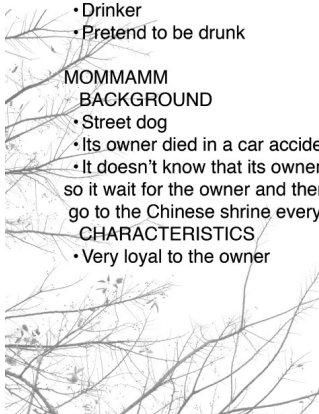 • Drinker
• Pretend to be drunk
MOMMAMM
BACKGROUND
• Street dog
• Its owner died in a car accide
• It doesn't know that its owner
so it wait for the owner and the
go to the Chinese shrine every
CHARACTERISTICS
• Very loyal to the owner